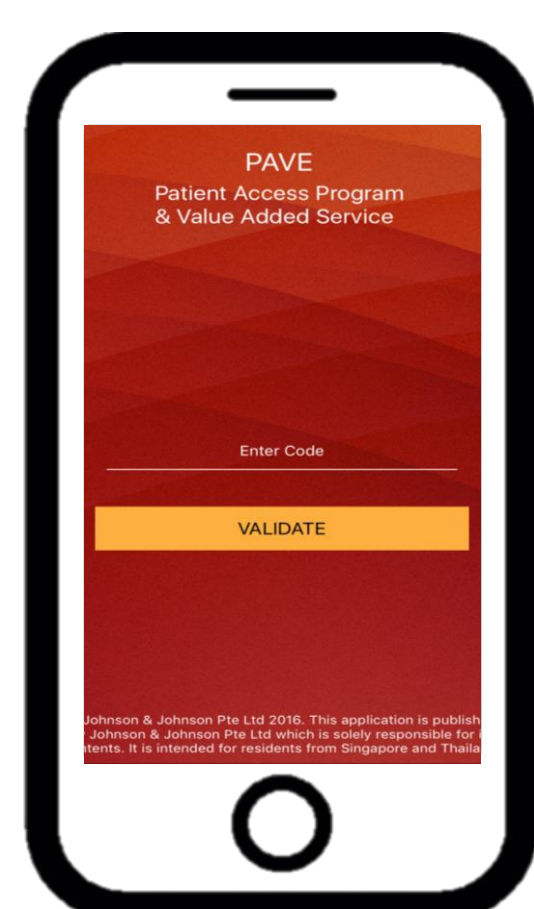 PAVE
Patient Access Program
& Value Added Service
Enter Code
VALIDATE
Johnson & Johnson Pte Ltd 2016. This application is publish
Johnson & Johnson Pte Ltd which is solely responsible for i
tents. It is intended for residents from Singapore and Thaila